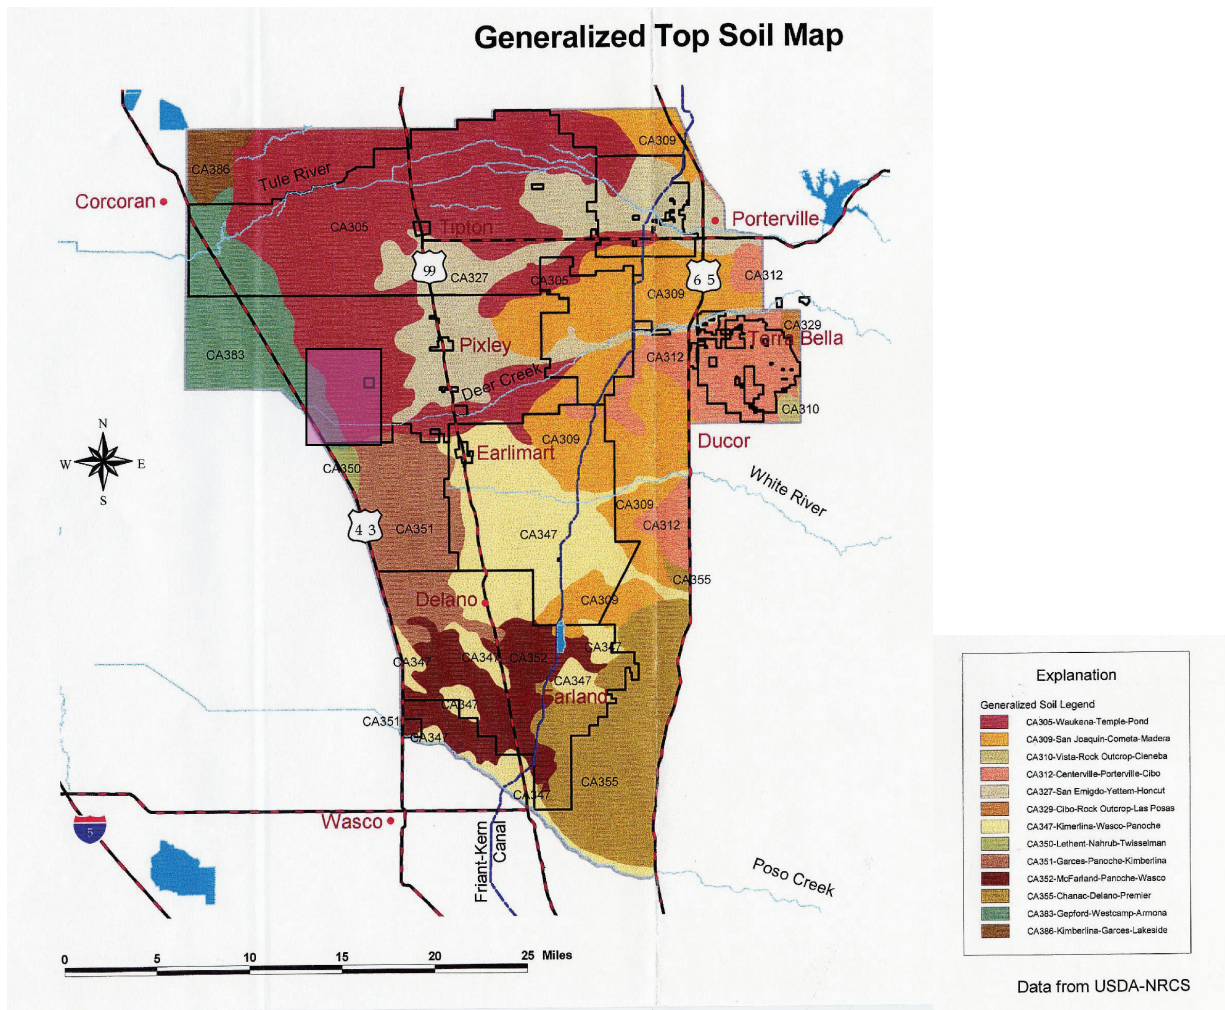 Generalized Top Soil Map
CA309
CA386
Tule River
Corcoran
CA305
Tipton
Porterville
99
CA327
CA305
65
CA312
CA309
CA329
Terra Bella
Pixley
CA383
CA312
Deer Creek
CA310
N
W
E
S
CA309
Ducor
Earlimart
CA350
White River
CA309
43
CA351
CA347
CA312
CA355
Delano
CA309
CA347
CA347
CA347
CA352
CA347
Farland
CA347
CA351
CA347
CA355
CA347
Wasco
5
Friant-Kern
Canal
Poso Creek
0
5
10
15
20
25
Miles
Explanation
Generalized Soil Legend
CA305-Waukena-Temple-Pond
CA309-San Joaquin-Cometa-Madera
CA310-Vista-Rock Outcrop-Cieneba
CA312-Centerville-Porterville-Cibo
CA327-San Emigdo-Yettem-Honcut
CA329-Cibo-Rock Outcrop-Las Posas
CA347-Kimerlina-Wasco-Panoche
CA350-Lethent-Nahrub-Twisselman
CA351-Garces-Panoche-Kimberlina
CA352-McFarland-Panoche-Wasco
CA355-Chanac-Delano-Premier
CA383-Gepford-Westcamp-Armona
CA386-Kimberlina-Garces-Lakeside
Data from USDA-NRCS